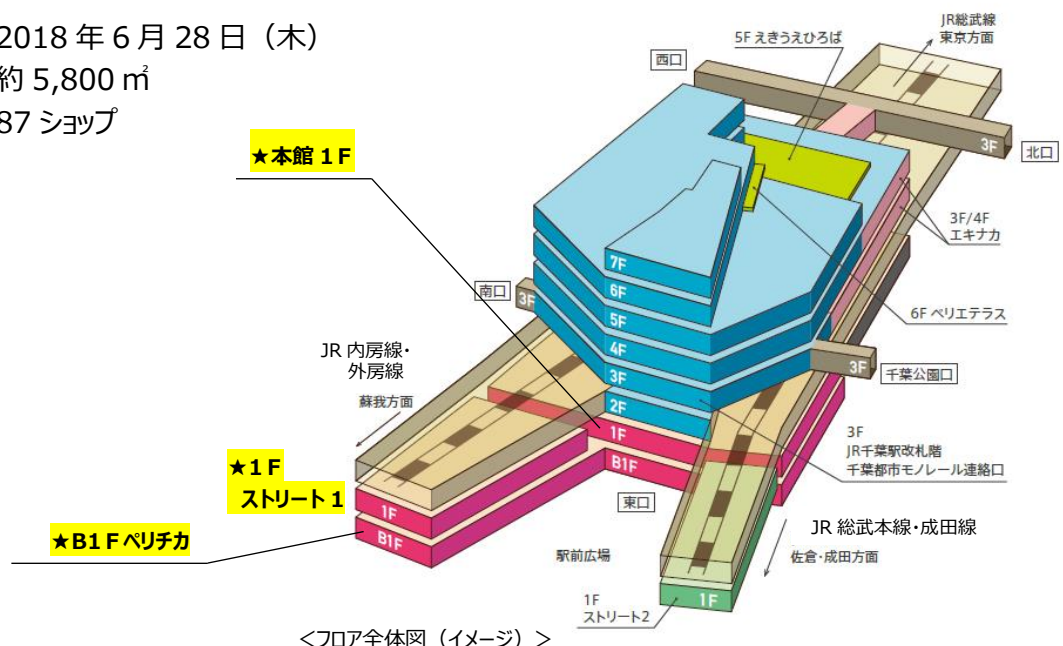 2018 年 6 月 28 日（木）
約 5,800 ㎡
87 ショップ
JR総武線
東京方面
5F えきうえひろば
西口
3F
北口
★本館 1F
3F/4F
エキナカ
7F
6F
5F
4F
3F
2F
1F
B1F
南口
3F
6F ペリエテラス
JR 内房線・
外房線
蘇我方面
3F
千葉公園口
3F
JR千葉駅改札階
千葉都市モノレール連絡口
★1F
ストリート 1
1F
B1F
東口
★B1 F ペリチカ
JR 総武本線・成田線
駅前広場
佐倉・成田方面
1F
1F
ストリート2
＜フロア全体図（イメージ）＞